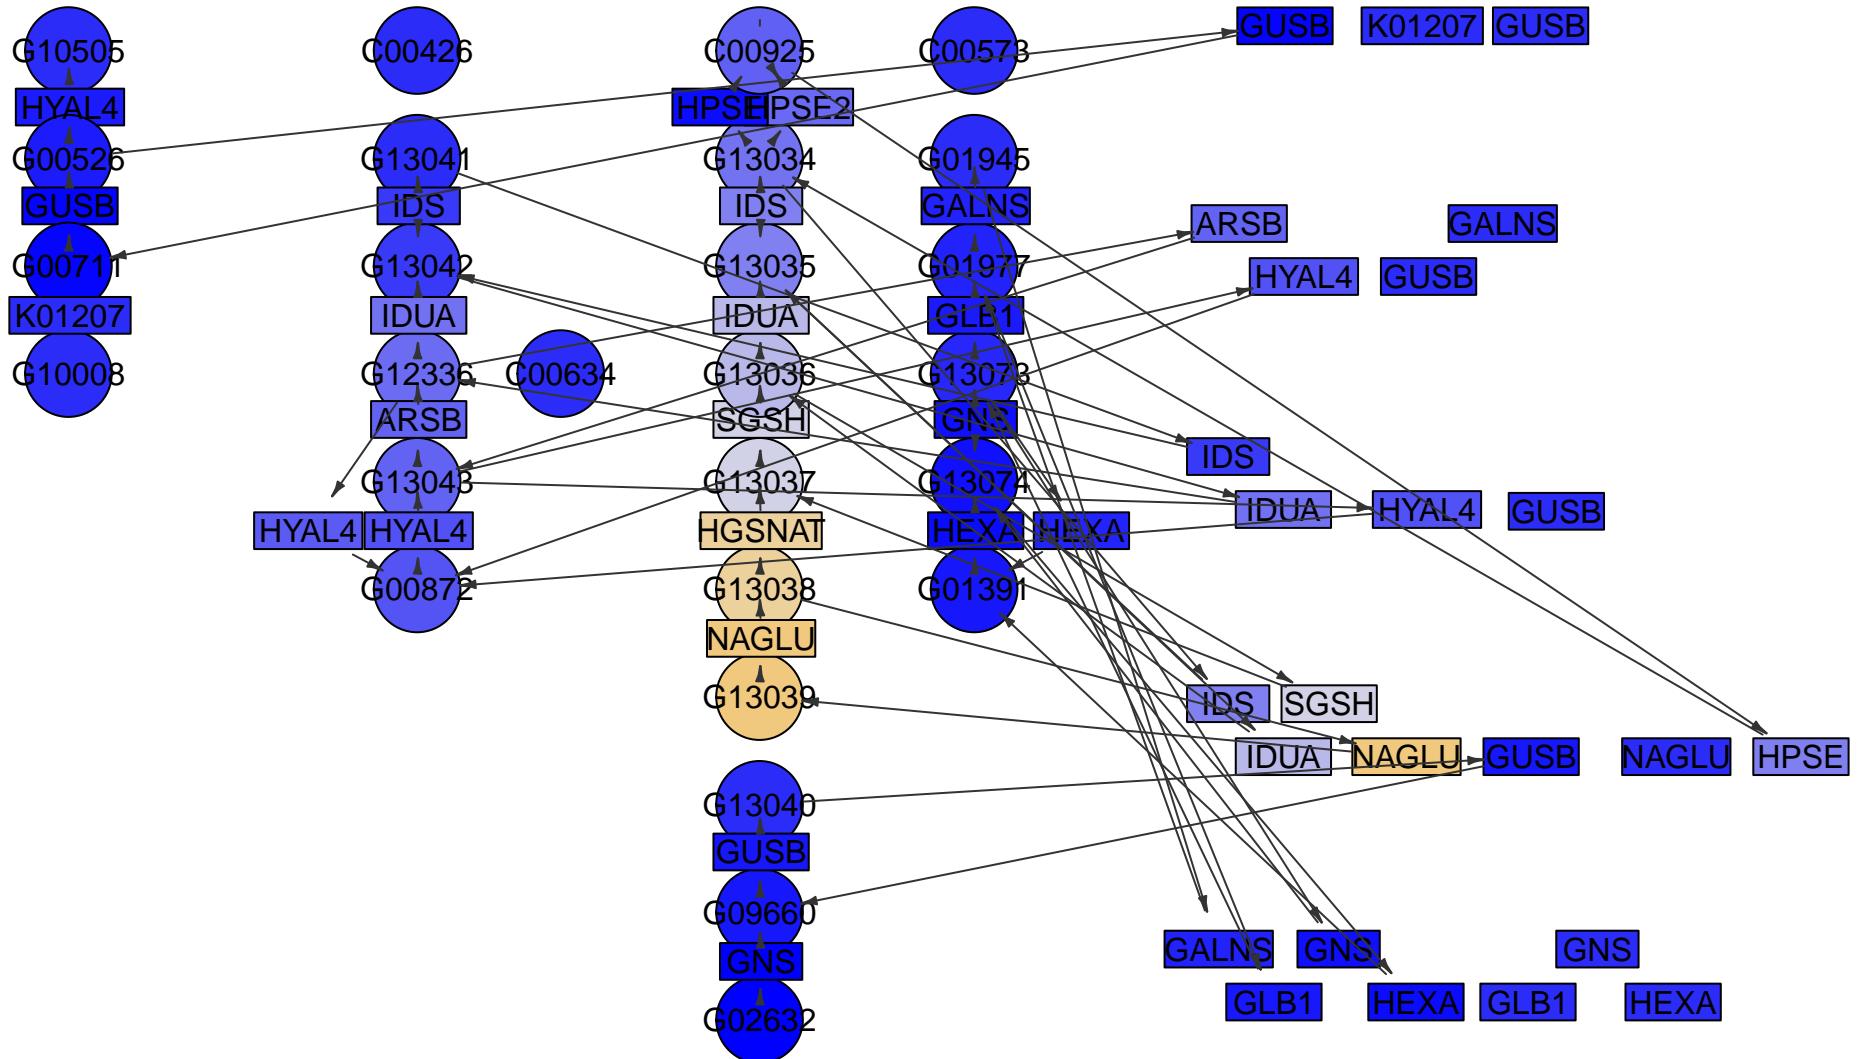 G10505 C00426 C00925 C00573 GUSB K01207 GUSB
HYAL4 HPSE HPSE2
G00526 G13041 G13034 G01945
GUSB IDS IDS GALNS ARSB GALNS
G00711 G13042 G13035 G01977 HYAL4 GUSB
K01207 IDUA IDUA GLB1
G10008 G12336 C00634 G13036 G13073
ARSB SGSH GNS
IDS
G13043 G13037 G13074 IDUA HYAL4 GUSB
HYAL4 HYAL4 HGSNAT HEXA HEXA
G00872 G13038 G01391
NAGLU
G13039 IDS SGSH
IDUA NAGLU GUSB NAGLU HPSE
G13040
GUSB
G09660
GNS GALNS GNS GNS
GLB1 HEXA GLB1 HEXA
G02632